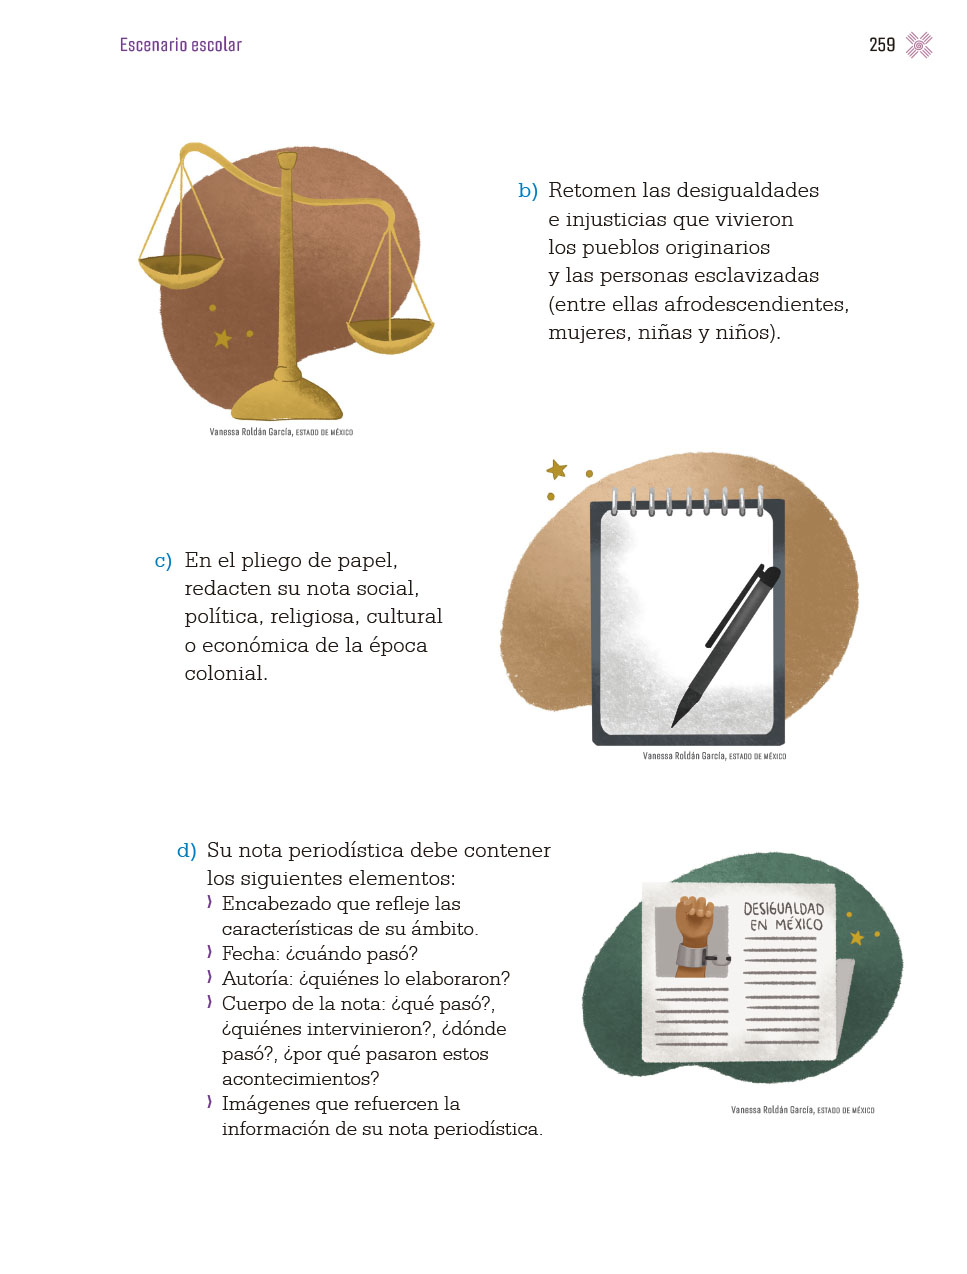 Escenario escolar
259
b) Retomen las desigualdades
e injusticias que vivieron
los pueblos originarios
y las personas esclavizadas
(entre ellas afrodescendientes,
mujeres, niñas y niños).
Vanessa Roldán García, ESTADO DE MÉXICO
c) En el pliego de papel,
redacten su nota social,
política, religiosa, cultural
o económica de la época
colonial.
Vanessa Roldán García, ESTADO DE MÉXICO
d) Su nota periodística debe contener
los siguientes elementos:
⟩ Encabezado que refleje las
características de su ámbito.
⟩ Fecha: ¿cuándo pasó?
⟩ Autoría: ¿quiénes lo elaboraron?
⟩ Cuerpo de la nota: ¿qué pasó?,
¿quiénes intervinieron?, ¿dónde
pasó?, ¿por qué pasaron estos
acontecimientos?
⟩ Imágenes que refuercen la
información de su nota periodística.
DESIGUALDAD
EN MÉXICO
Vanessa Roldán García, ESTADO DE MÉXICO